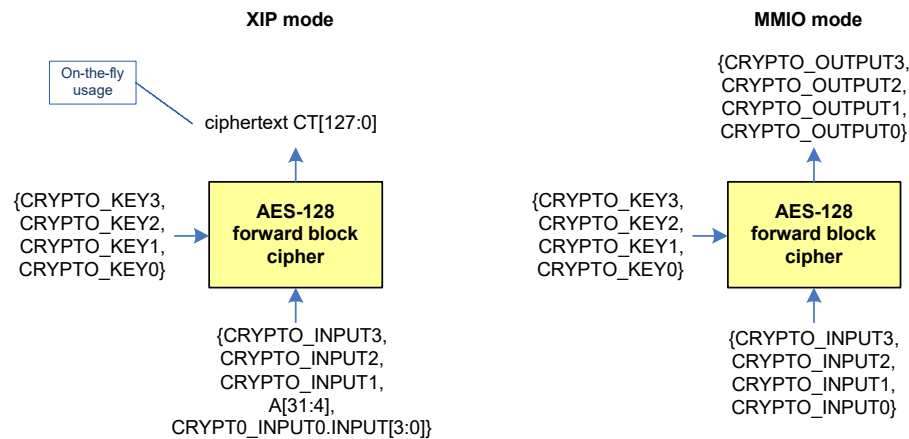 XIP mode
On-the-fly
usage
ciphertext CT[127:0]
{CRYPTO_KEY3,
CRYPTO_KEY2,
CRYPTO_KEY1,
CRYPTO_KEY0}
AES-128
forward block
cipher
{CRYPTO_INPUT3,
CRYPTO_INPUT2,
CRYPTO_INPUT1,
A[31:4],
CRYPT0_INPUT0.INPUT[3:0]}
MMIO mode
{CRYPTO_OUTPUT3,
CRYPTO_OUTPUT2,
CRYPTO_OUTPUT1,
CRYPTO_OUTPUT0}
{CRYPTO_KEY3,
CRYPTO_KEY2,
CRYPTO_KEY1,
CRYPTO_KEY0}
AES-128
forward block
cipher
{CRYPTO_INPUT3,
CRYPTO_INPUT2,
CRYPTO_INPUT1,
CRYPTO_INPUT0}